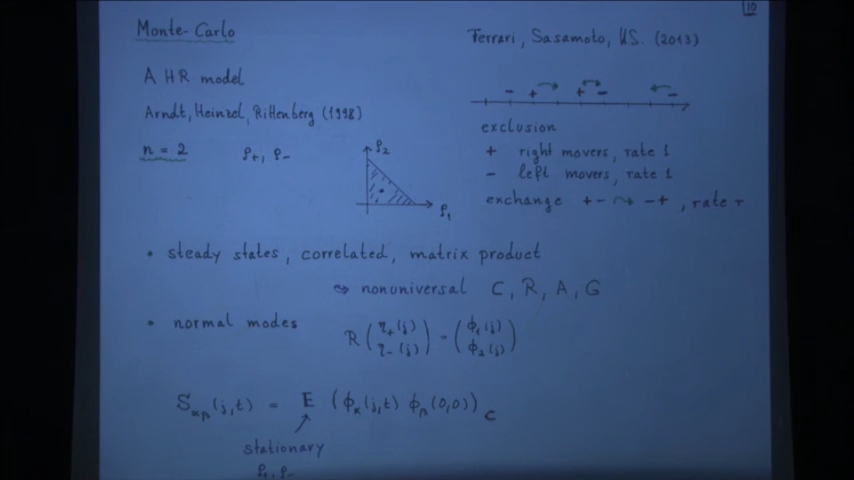 10
Monte-Carlo
Ferrari, Sasamoto, H.S. (2013)
AHR model
Arndt, Heinzel, Rittenberg (1998)
- + + - -
exclusion
n = 2 ρ+, ρ-
ρ2
ρ1
+ right movers, rate 1
- left movers, rate 1
exchange + - ↷ - + , rate r
• steady states, correlated, matrix product
↪ nonuniversal C, R, A, G
• normal modes R (η+(j) η-(j)) = (ϕ1(j) ϕ2(j))
Sαβ(j,t) = E (ϕα(j,t) ϕβ(0,0))c
stationary